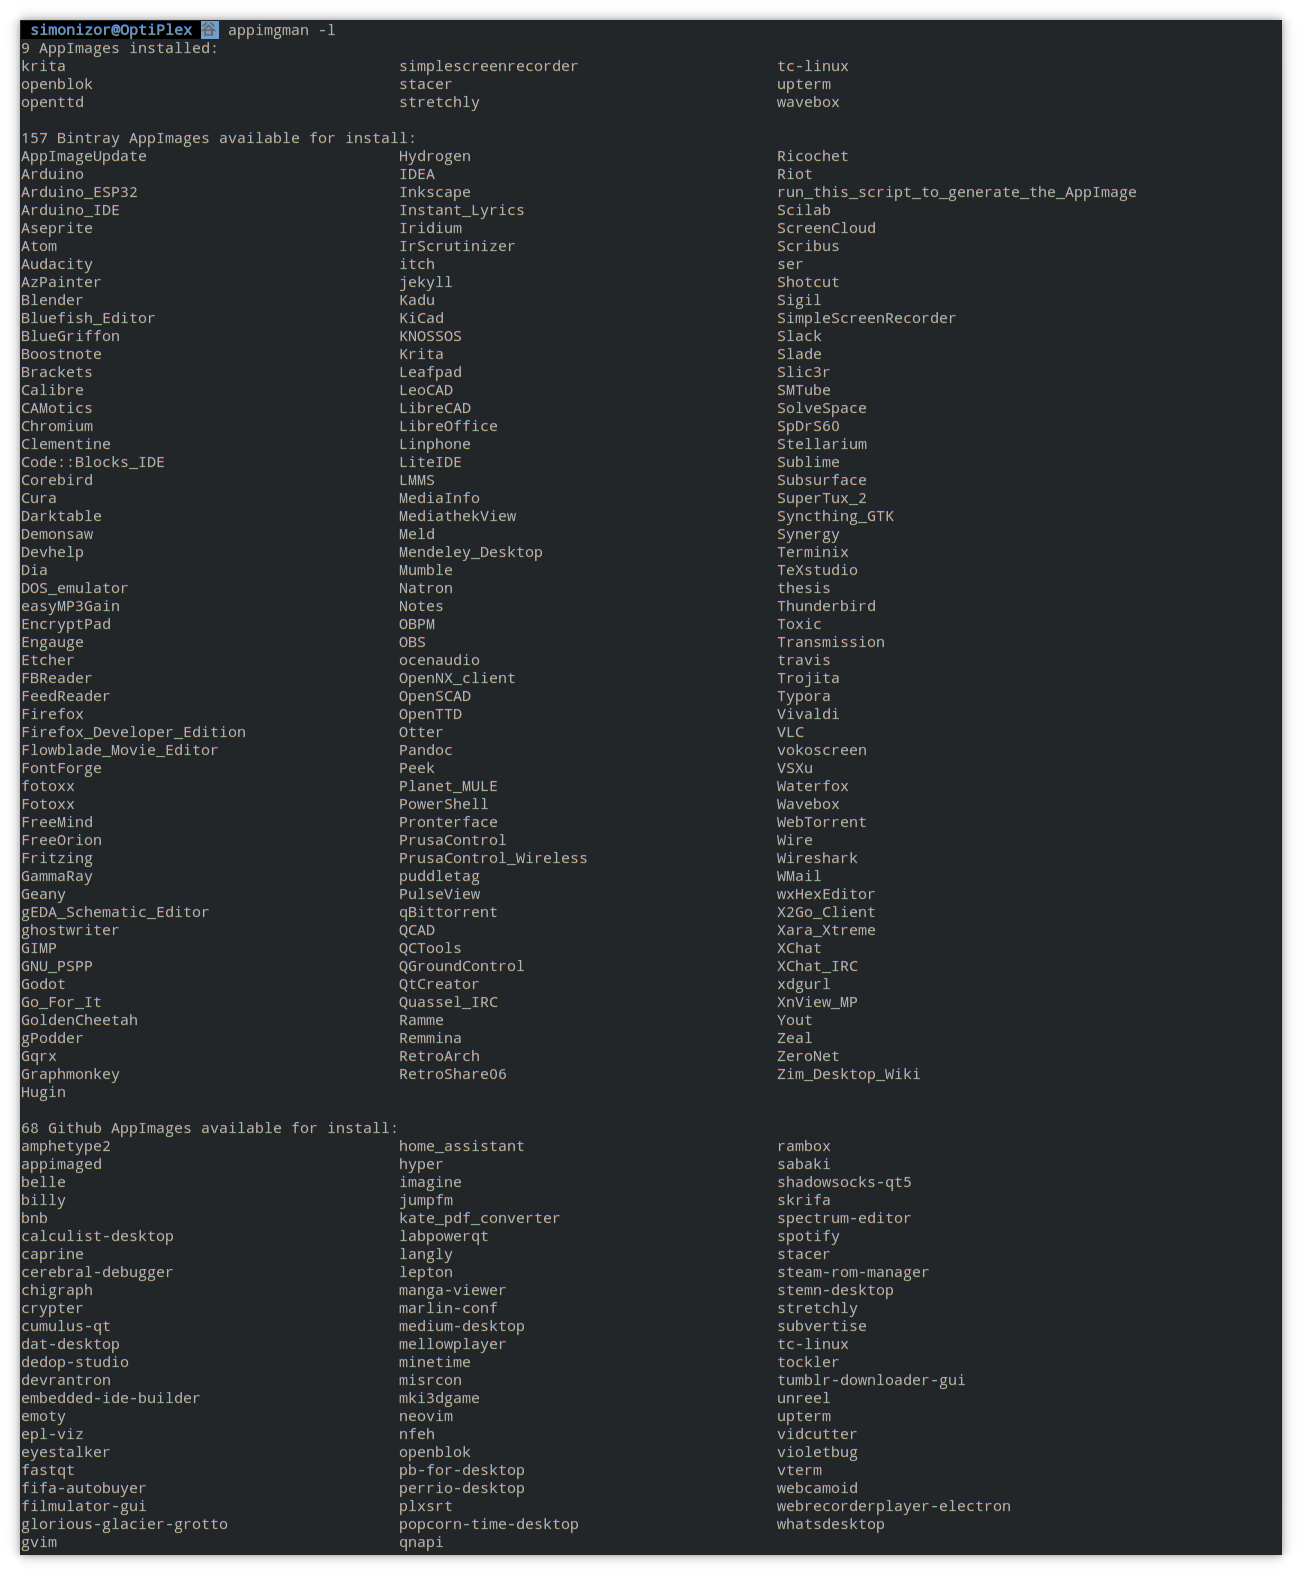 simonizor@OptiPlex 谷 appimgman -l
9 AppImages installed:
krita simplescreenrecorder tc-linux
openblok stacer upterm
openttd stretchly wavebox
157 Bintray AppImages available for install:
AppImageUpdate Hydrogen Ricochet
Arduino IDEA Riot
Arduino_ESP32 Inkscape run_this_script_to_generate_the_AppImage
Arduino_IDE Instant_Lyrics Scilab
Aseprite Iridium ScreenCloud
Atom IrScrutinizer Scribus
Audacity itch ser
AzPainter jekyll Shotcut
Blender Kadu Sigil
Bluefish_Editor KiCad SimpleScreenRecorder
BlueGriffon KNOSSOS Slack
Boostnote Krita Slade
Brackets Leafpad Slic3r
Calibre LeoCAD SMTube
CAMotics LibreCAD SolveSpace
Chromium LibreOffice SpDrS60
Clementine Linphone Stellarium
Code::Blocks_IDE LiteIDE Sublime
Corebird LMMS Subsurface
Cura MediaInfo SuperTux_2
Darktable MediathekView Syncthing_GTK
Demonsaw Meld Synergy
Devhelp Mendeley_Desktop Terminix
Dia Mumble TeXstudio
DOS_emulator Natron thesis
easyMP3Gain Notes Thunderbird
EncryptPad OBPM Toxic
Engauge OBS Transmission
Etcher ocenaudio travis
FBReader OpenNX_client Trojita
FeedReader OpenSCAD Typora
Firefox OpenTTD Vivaldi
Firefox_Developer_Edition Otter VLC
Flowblade_Movie_Editor Pandoc vokoscreen
FontForge Peek VSXu
fotoxx Planet_MULE Waterfox
Fotoxx PowerShell Wavebox
FreeMind Pronterface WebTorrent
FreeOrion PrusaControl Wire
Fritzing PrusaControl_Wireless Wireshark
GammaRay puddletag WMail
Geany PulseView wxHexEditor
gEDA_Schematic_Editor qBittorrent X2Go_Client
ghostwriter QCAD Xara_Xtreme
GIMP QCTools XChat
GNU_PSPP QGroundControl XChat_IRC
Godot QtCreator xdgurl
Go_For_It Quassel_IRC XnView_MP
GoldenCheetah Ramme Yout
gPodder Remmina Zeal
Gqrx RetroArch ZeroNet
Graphmonkey RetroShare06 Zim_Desktop_Wiki
Hugin
68 Github AppImages available for install:
amphetype2 home_assistant rambox
appimaged hyper sabaki
belle imagine shadowsocks-qt5
billy jumpfm skrifa
bnb kate_pdf_converter spectrum-editor
calculist-desktop labpowerqt spotify
caprine langly stacer
cerebral-debugger lepton steam-rom-manager
chigraph manga-viewer stemn-desktop
crypter marlin-conf stretchly
cumulus-qt medium-desktop subvertise
dat-desktop mellowplayer tc-linux
dedop-studio minetime tockler
devrantron misrcon tumblr-downloader-gui
embedded-ide-builder mki3dgame unreel
emoty neovim upterm
epl-viz nfeh vidcutter
eyestalker openblok violetbug
fastqt pb-for-desktop vterm
fifa-autobuyer perrio-desktop webcamoid
filmulator-gui plxsrt webrecorderplayer-electron
glorious-glacier-grotto popcorn-time-desktop whatsdesktop
gvim qnapi